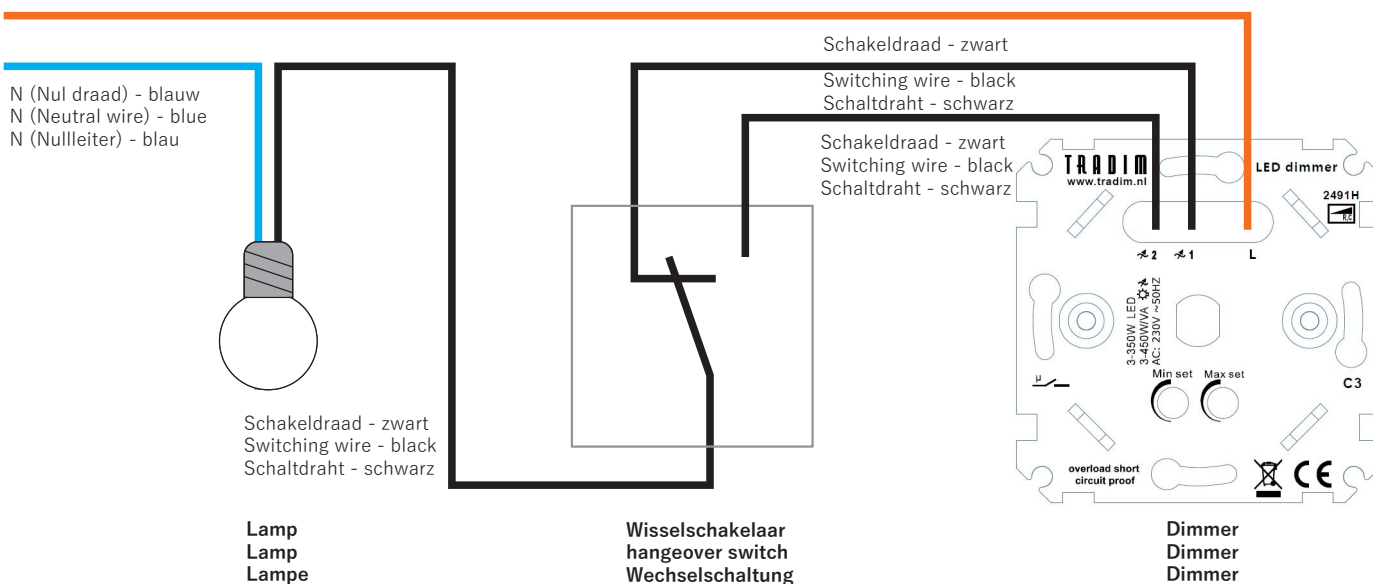 Schakeldraad - zwart
Switching wire - black
Schaltdraht - schwarz
N (Nul draad) - blauw
N (Neutral wire) - blue
N (Nullleiter) - blau
Schakeldraad - zwart
Switching wire - black
Schaltdraht - schwarz
TRADIM
www.tradim.nl
LED dimmer
2491H
R,C
2 1 L
3-350W LED
3-450W/VA
AC: 230V ~50HZ
Min set Max set
µ
C3
overload short
circuit proof
CE
Schakeldraad - zwart
Switching wire - black
Schaltdraht - schwarz
Lamp
Lamp
Lampe
Wisselschakelaar
hangeover switch
Wechselschaltung
Dimmer
Dimmer
Dimmer